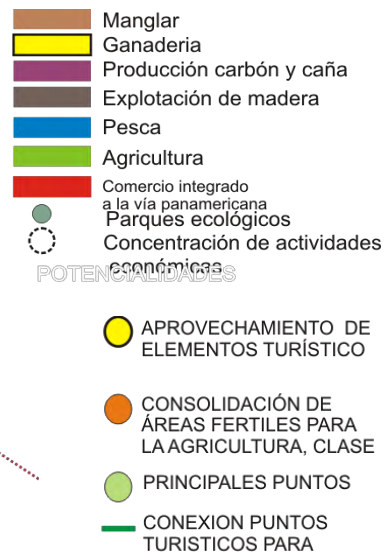 Manglar
Ganaderia
Producción carbón y caña
Explotación de madera
Pesca
Agricultura
Comercio integrado
a la vía panamericana
Parques ecológicos
Concentración de actividades
económicas
POTENCIALIDADES
APROVECHAMIENTO DE
ELEMENTOS TURÍSTICO
CONSOLIDACIÓN DE
ÁREAS FERTILES PARA
LA AGRICULTURA, CLASE
PRINCIPALES PUNTOS
CONEXION PUNTOS
TURISTICOS PARA